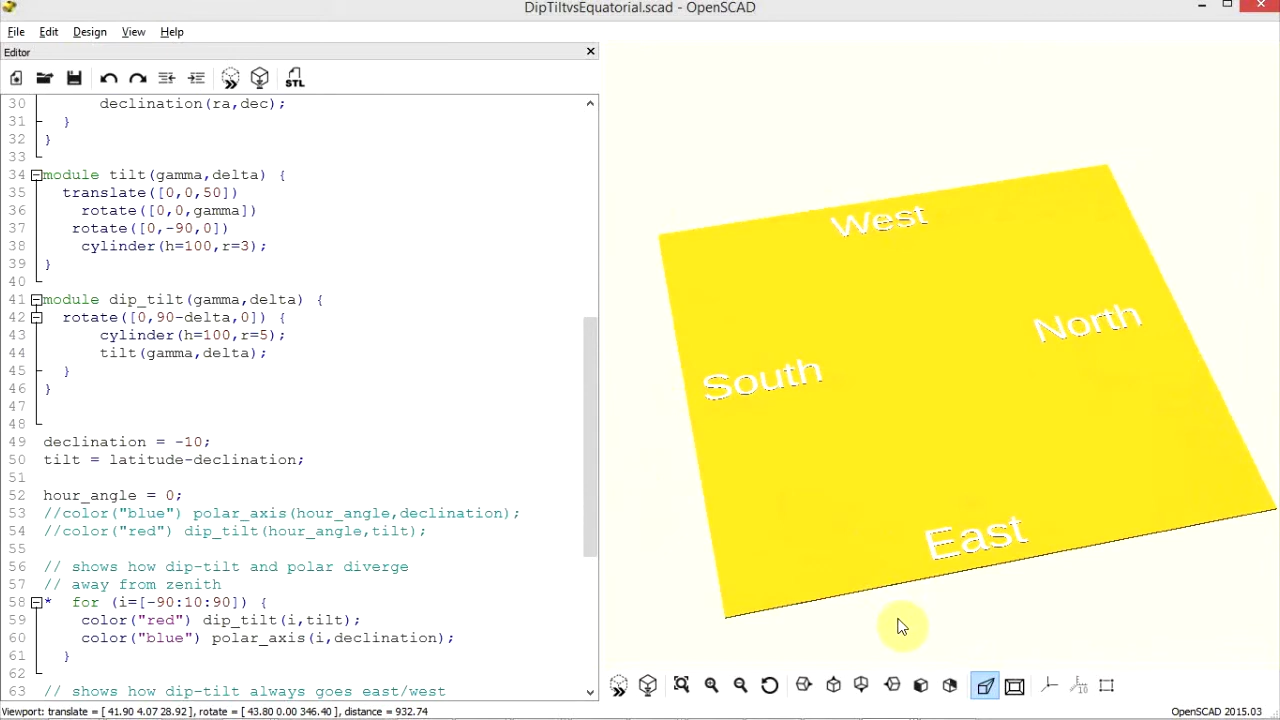 DipTiltvsEquatorial.scad - OpenSCAD
File Edit Design View Help
Editor
STL
30 declination(ra,dec);
31 }
32 }
33
34 module tilt(gamma,delta) {
35 translate([0,0,50])
36 rotate([0,0,gamma])
37 rotate([0,-90,0])
38 cylinder(h=100,r=3);
39 }
40
41 module dip_tilt(gamma,delta) {
42 rotate([0,90-delta,0]) {
43 cylinder(h=100,r=5);
44 tilt(gamma,delta);
45 }
46 }
47
48
49 declination = -10;
50 tilt = latitude-declination;
51
52 hour_angle = 0;
53 //color("blue") polar_axis(hour_angle,declination);
54 //color("red") dip_tilt(hour_angle,tilt);
55
56 // shows how dip-tilt and polar diverge
57 // away from zenith
58 * for (i=[-90:10:90]) {
59 color("red") dip_tilt(i,tilt);
60 color("blue") polar_axis(i,declination);
61 }
62
63 // shows how dip-tilt always goes east/west
West
North
South
East
Viewport: translate = [ 41.90 4.07 28.92 ], rotate = [ 43.80 0.00 346.40 ], distance = 932.74
OpenSCAD 2015.03